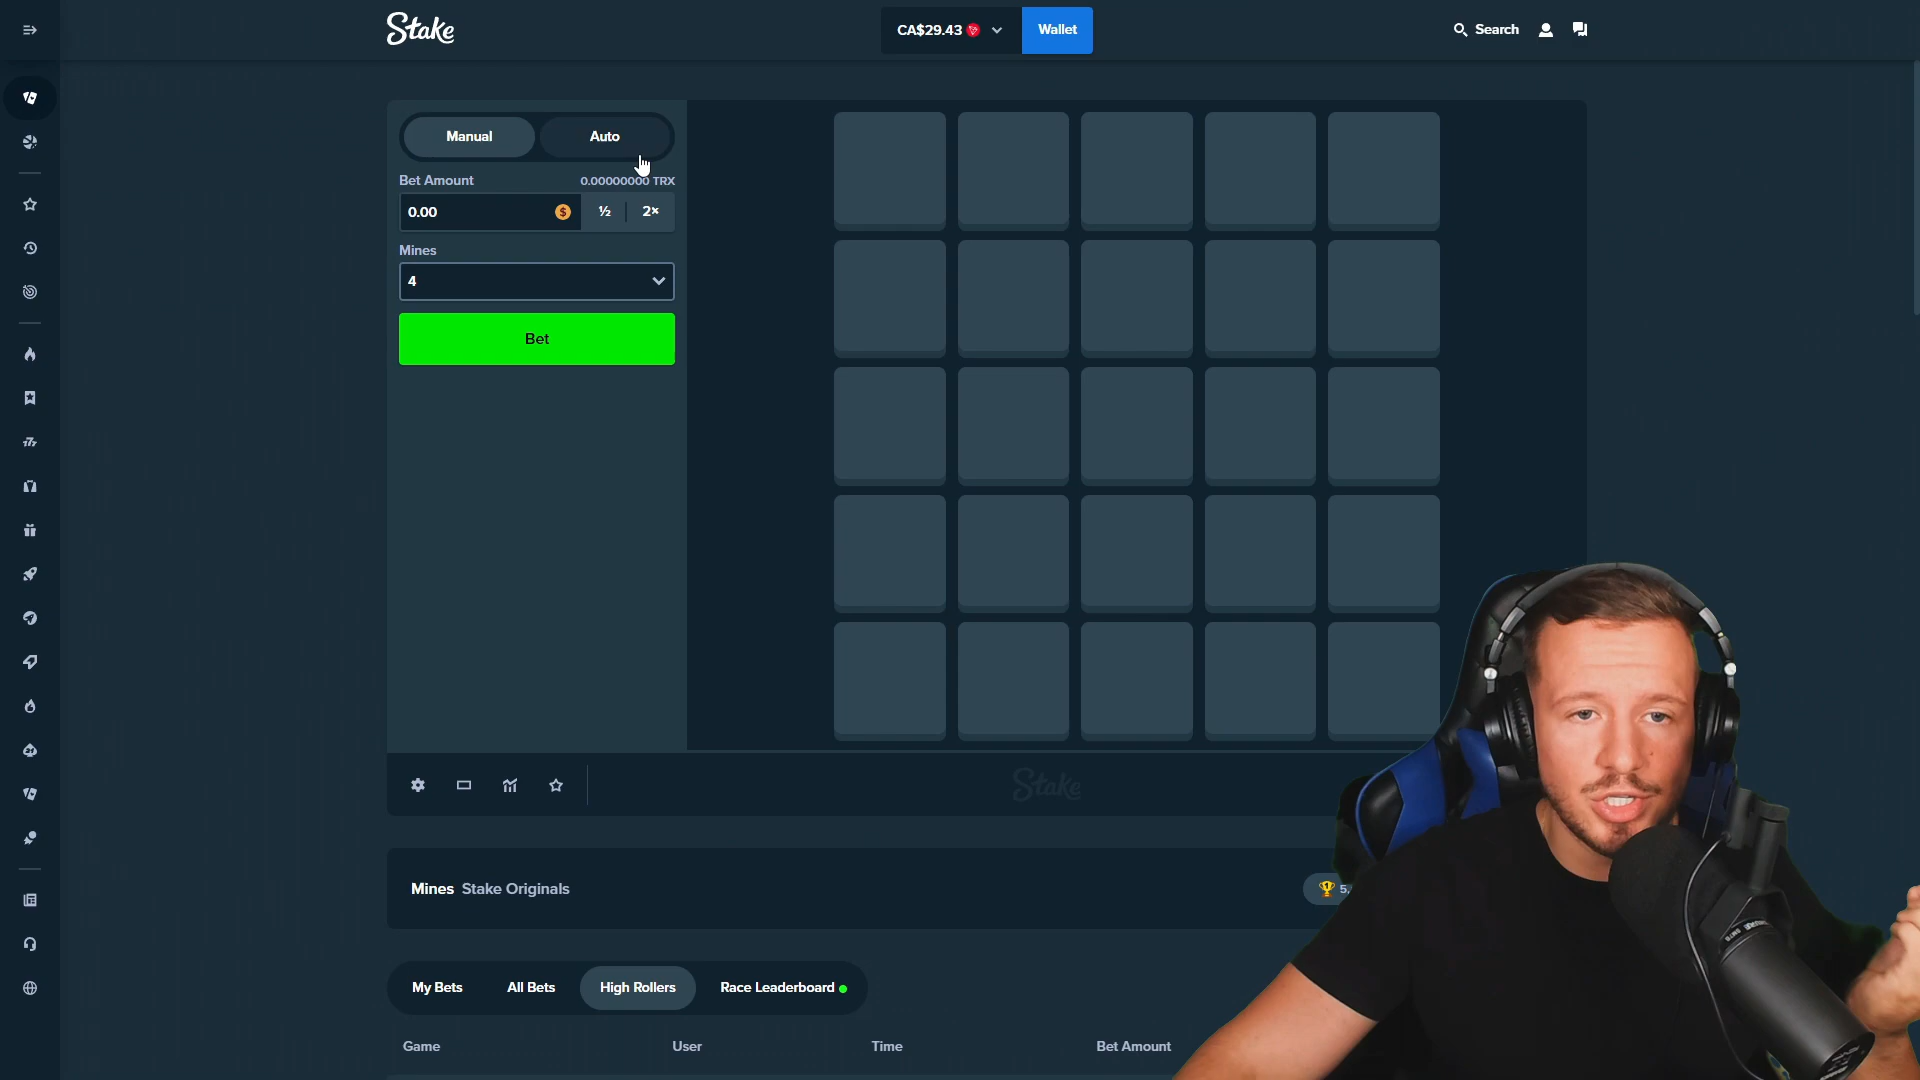 Stake
CA$29.43
Wallet
Search
Manual
Auto
Bet Amount
0.00000000 TRX
0.00
½
2×
Mines
4
Bet
Stake
Mines Stake Originals
5,
My Bets
All Bets
High Rollers
Race Leaderboard
Game
User
Time
Bet Amount